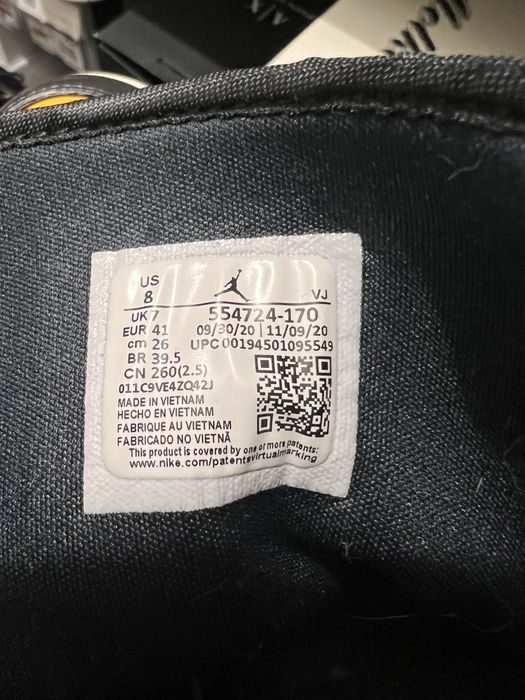 US
8
VJ
UK 7 554724-170
EUR 41 09/30/20 | 11/09/20
cm 26 UPC 00194501095549
BR 39.5
CN 260(2.5)
011C9VE4ZQ42J
MADE IN VIETNAM
HECHO EN VIETNAM
FABRIQUE AU VIETNAM
FABRICADO NO VIETNÃ
This product is covered by one of more patents:
www.nike.com/patentsvirtualmarking